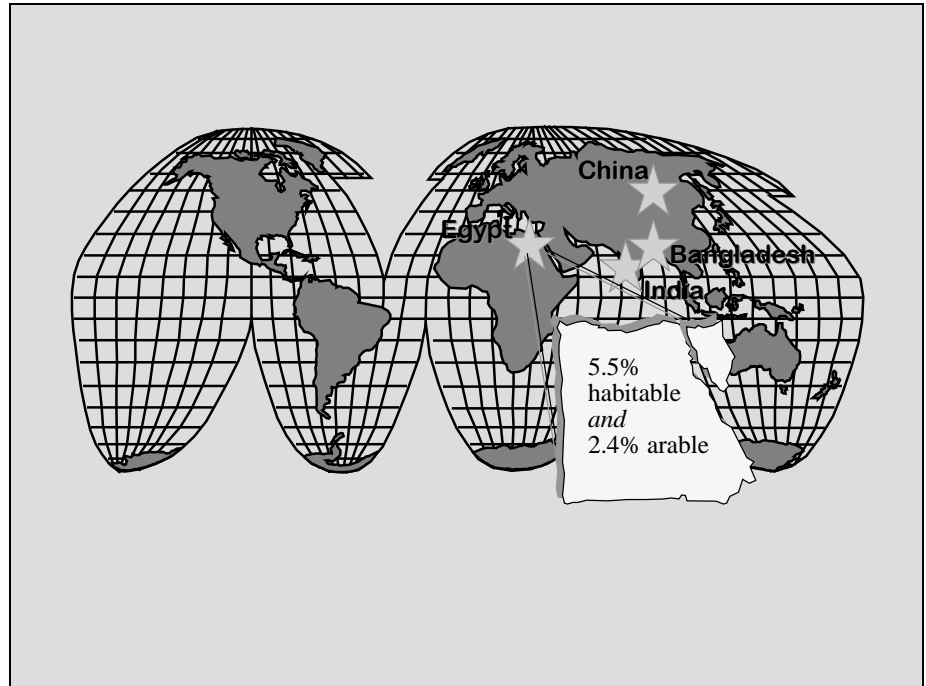 China
Egypt
Bangladesh
India
5.5%
habitable
and
2.4% arable